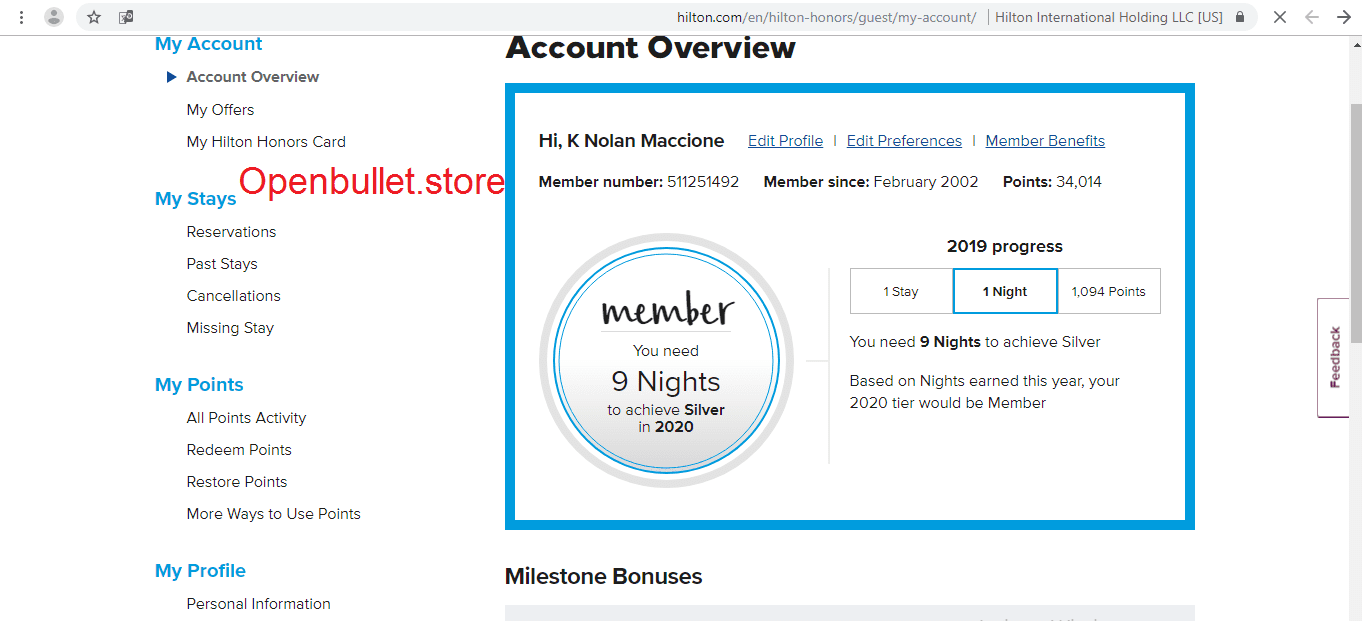 hilton.com/en/hilton-honors/guest/my-account/ | Hilton International Holding LLC [US]
My Account
Account Overview
My Offers
My Hilton Honors Card
Openbullet.store
My Stays
Reservations
Past Stays
Cancellations
Missing Stay
My Points
All Points Activity
Redeem Points
Restore Points
More Ways to Use Points
My Profile
Personal Information
Account Overview
Hi, K Nolan Maccione Edit Profile | Edit Preferences | Member Benefits
Member number: 511251492 Member since: February 2002 Points: 34,014
member
You need
9 Nights
to achieve Silver
in 2020
2019 progress
1 Stay 1 Night 1,094 Points
You need 9 Nights to achieve Silver
Based on Nights earned this year, your
2020 tier would be Member
Milestone Bonuses
Feedback